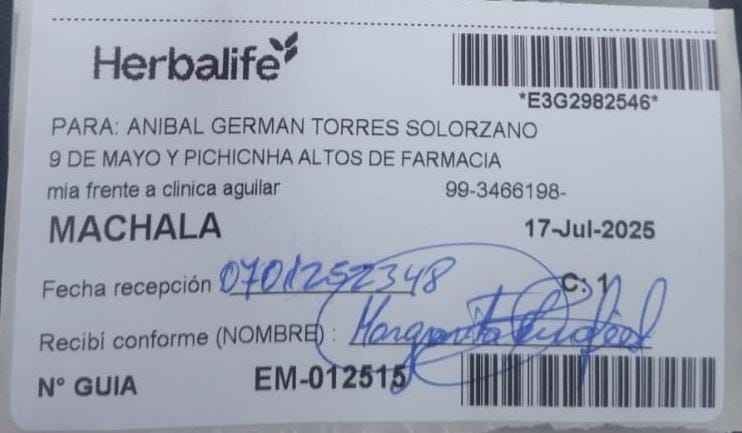 Herbalife
*E3G2982546*
PARA: ANIBAL GERMAN TORRES SOLORZANO
9 DE MAYO Y PICHICNHA ALTOS DE FARMACIA
mia frente a clinica aguilar 99-3466198-
MACHALA 17-Jul-2025
Fecha recepción 0701252348 C: 1
Recibí conforme (NOMBRE) : Margarita
N° GUIA EM-012515